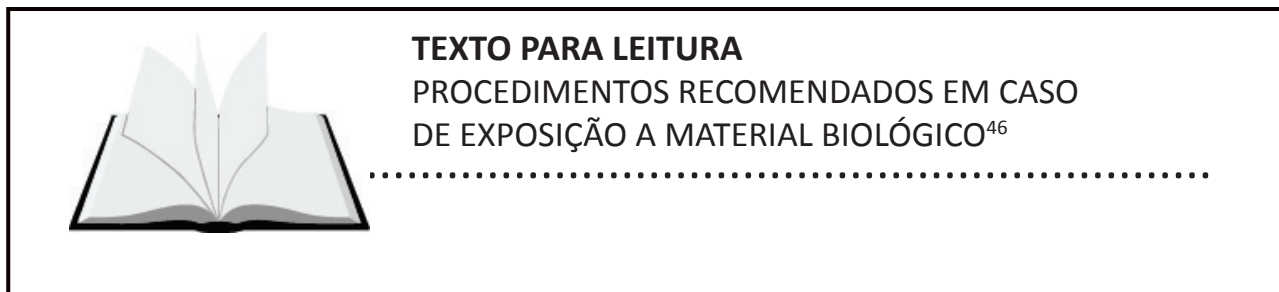 TEXTO PARA LEITURA
PROCEDIMENTOS RECOMENDADOS EM CASO
DE EXPOSIÇÃO A MATERIAL BIOLÓGICO⁴⁶